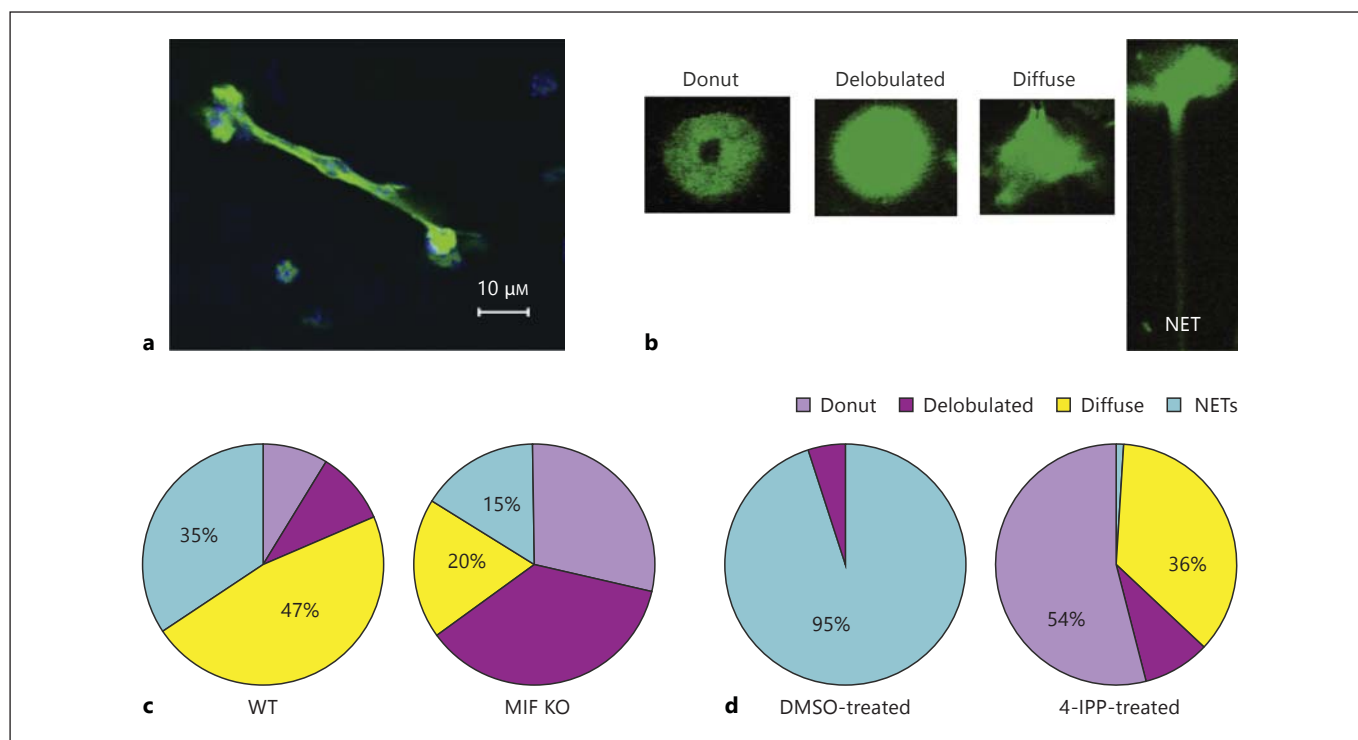 Donut
Delobulated
Diffuse
10 μM
NET
a
b
Donut Delobulated Diffuse NETs
35%
47%
15%
20%
95%
54%
36%
c WT MIF KO d DMSO-treated 4-IPP-treated